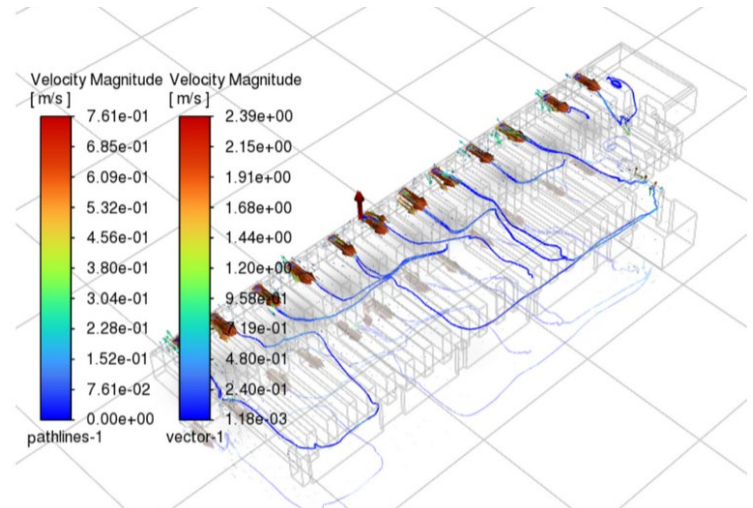 Velocity Magnitude
[ m/s ]
7.61e-01
6.85e-01
6.09e-01
5.32e-01
4.56e-01
3.80e-01
3.04e-01
2.28e-01
1.52e-01
7.61e-02
0.00e+00
pathlines-1
Velocity Magnitude
[ m/s ]
2.39e+00
2.15e+00
1.91e+00
1.68e+00
1.44e+00
1.20e+00
9.58e-01
7.19e-01
4.80e-01
2.40e-01
1.18e-03
vector-1